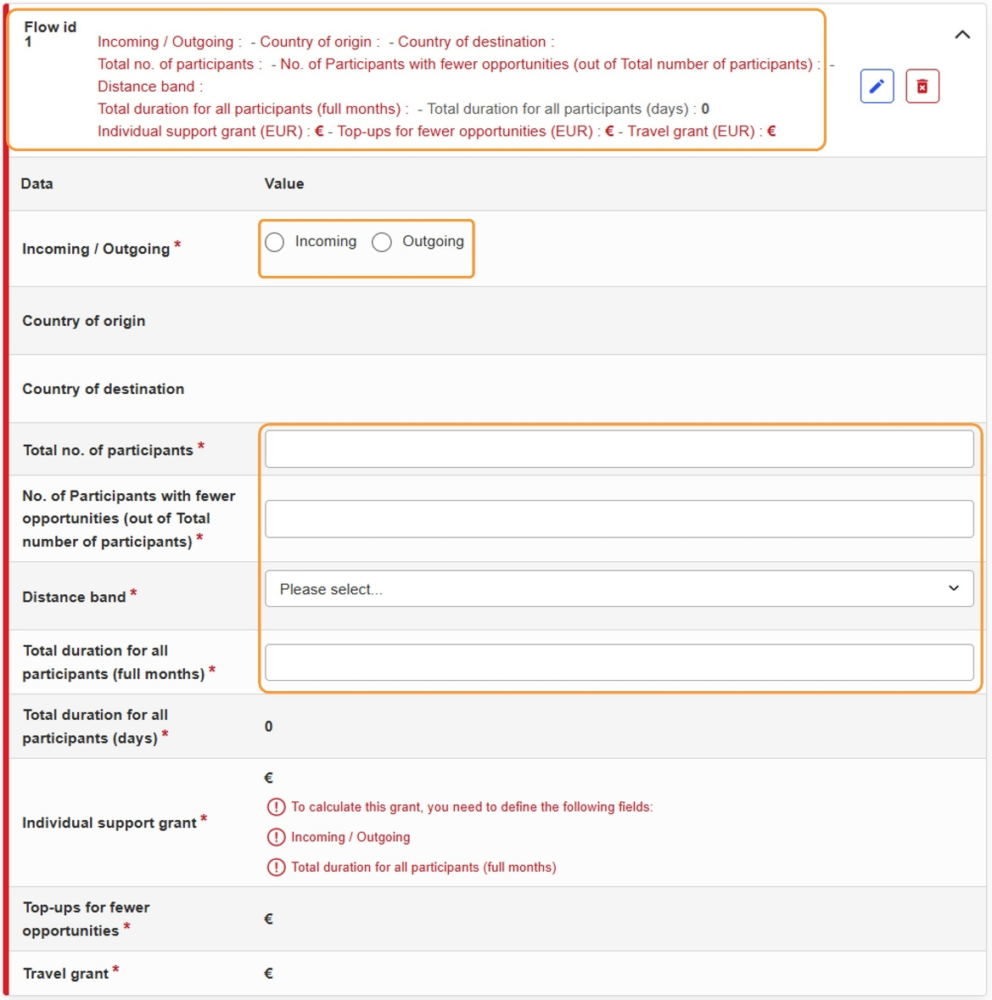 Flow id
1
Incoming / Outgoing :  - Country of origin :  - Country of destination :
Total no. of participants :  - No. of Participants with fewer opportunities (out of Total number of participants) :  -
Distance band :
Total duration for all participants (full months) :  - Total duration for all participants (days) : 0
Individual support grant (EUR) : € - Top-ups for fewer opportunities (EUR) : € - Travel grant (EUR) : €
Data Value
Incoming / Outgoing * Incoming Outgoing
Country of origin
Country of destination
Total no. of participants *
No. of Participants with fewer
opportunities (out of Total
number of participants) *
Distance band * Please select...
Total duration for all
participants (full months) *
Total duration for all
participants (days) *
0
€
To calculate this grant, you need to define the following fields:
Individual support grant *
Incoming / Outgoing
Total duration for all participants (full months)
Top-ups for fewer
opportunities *
€
Travel grant * €